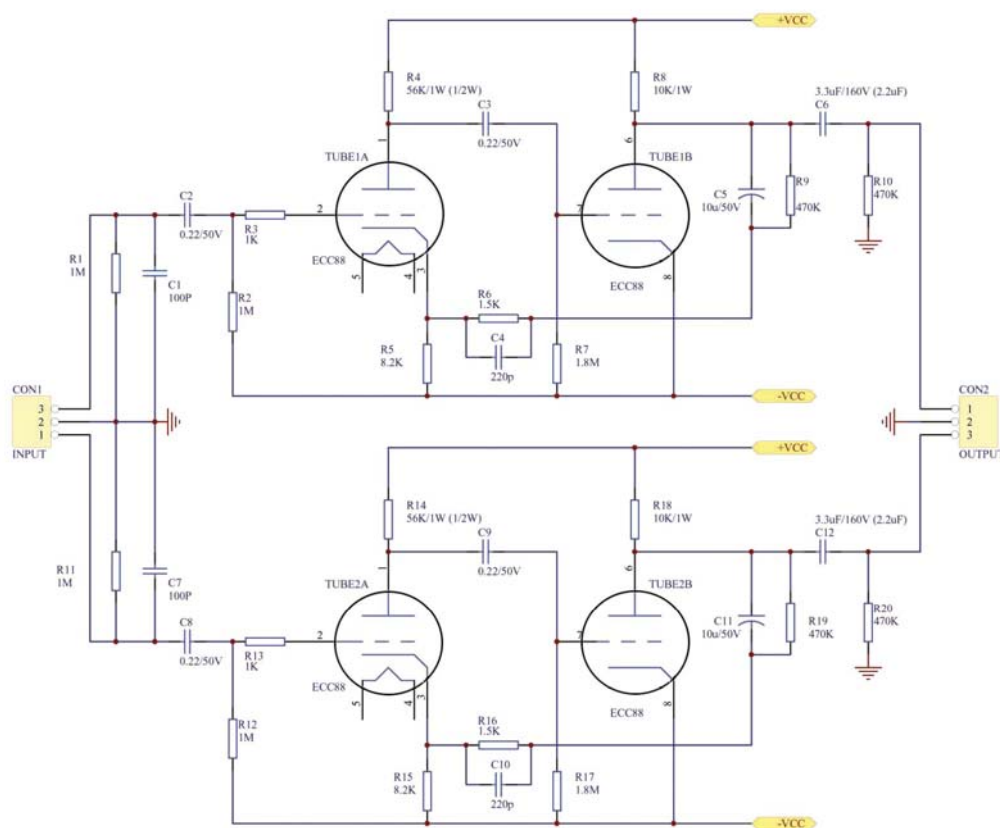 +VCC
R4
56K/1W (1/2W)
R8
10K/1W
3.3uF/160V (2.2uF)
C6
C3
0.22/50V
1
6
TUBE1A
TUBE1B
C5
10u/50V
R9
470K
R10
470K
C2
0.22/50V
2
7
R3
1K
R1
1M
C1
100P
ECC88
5
4
3
ECC88
8
R2
1M
R6
1.5K
C4
220p
R5
8.2K
R7
1.8M
-VCC
CON1
3
2
1
INPUT
CON2
1
2
3
OUTPUT
+VCC
R14
56K/1W (1/2W)
R18
10K/1W
3.3uF/160V (2.2uF)
C12
C9
0.22/50V
1
6
R11
1M
C7
100P
TUBE2A
TUBE2B
C11
10u/50V
R19
470K
R20
470K
C8
0.22/50V
2
7
R13
1K
ECC88
5
4
3
ECC88
8
R12
1M
R16
1.5K
C10
220p
R15
8.2K
R17
1.8M
-VCC